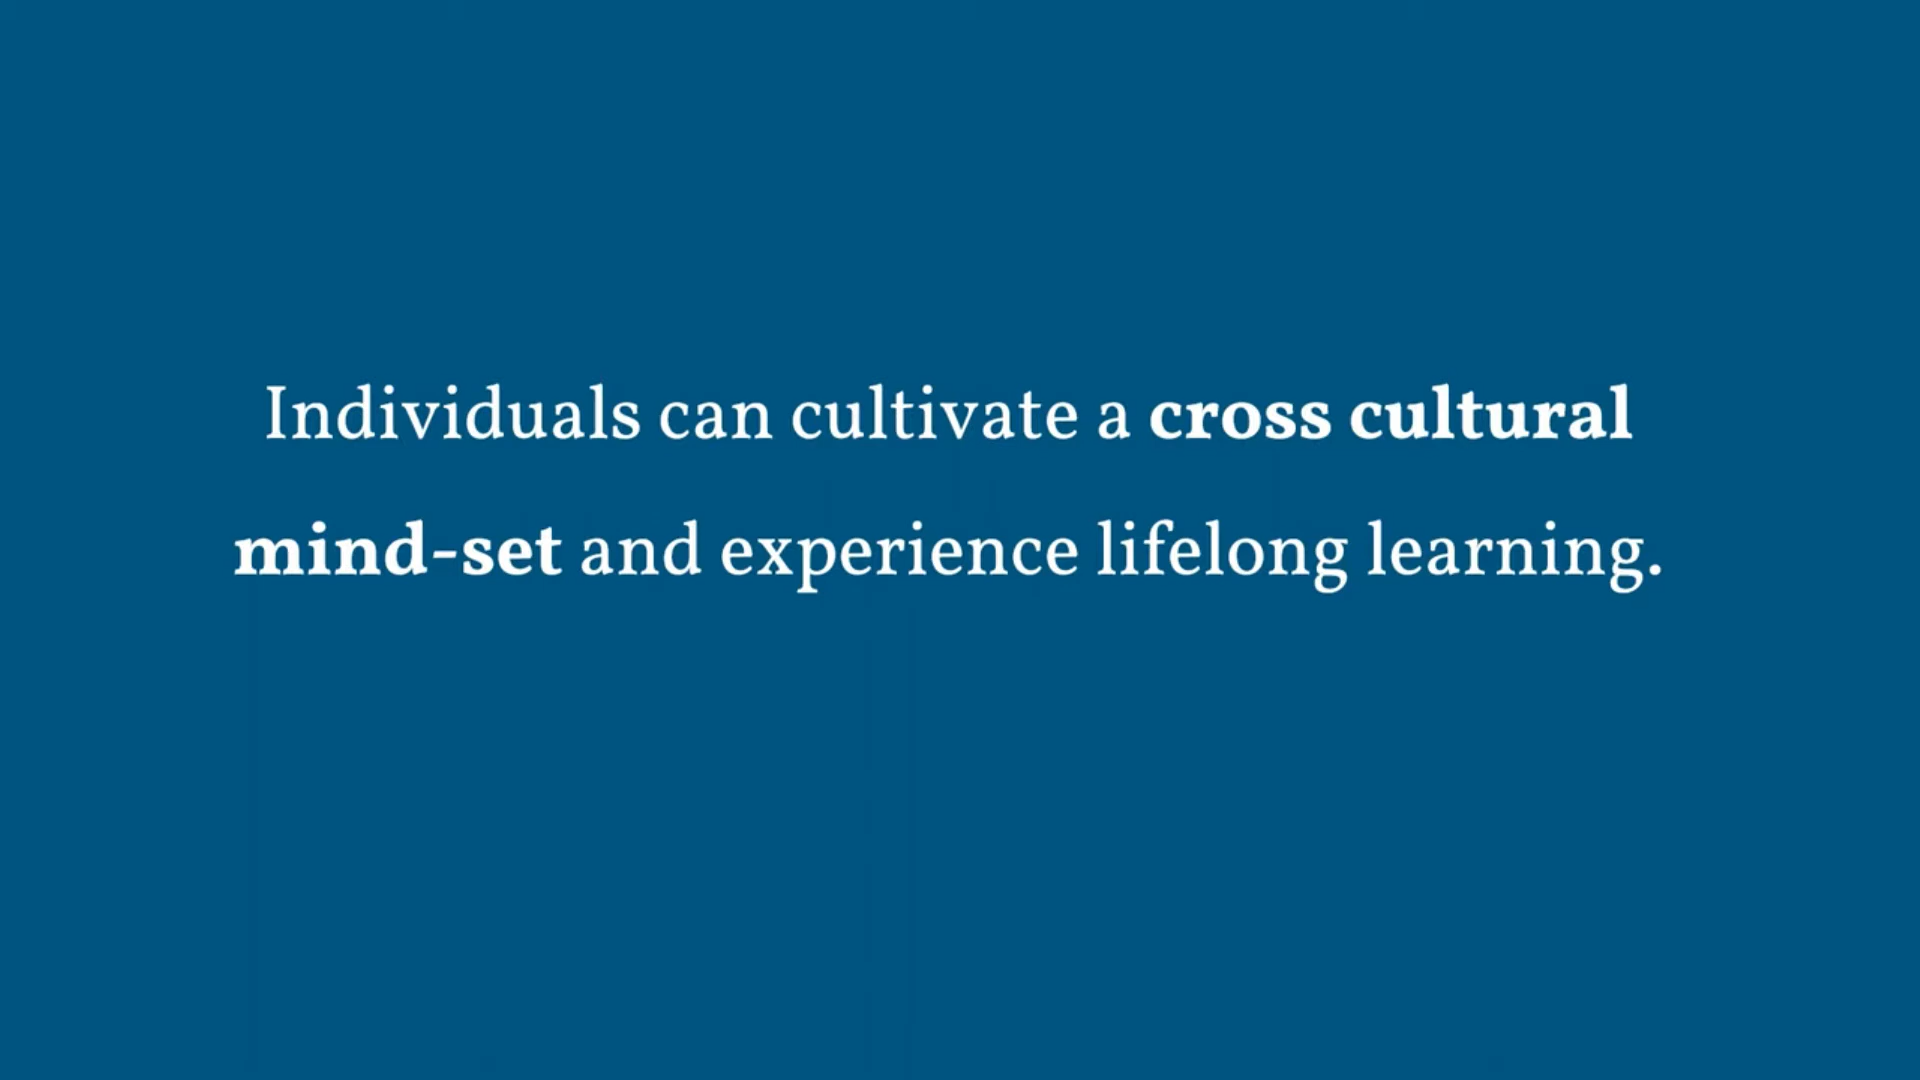 Individuals can cultivate a cross cultural
mind-set and experience lifelong learning.